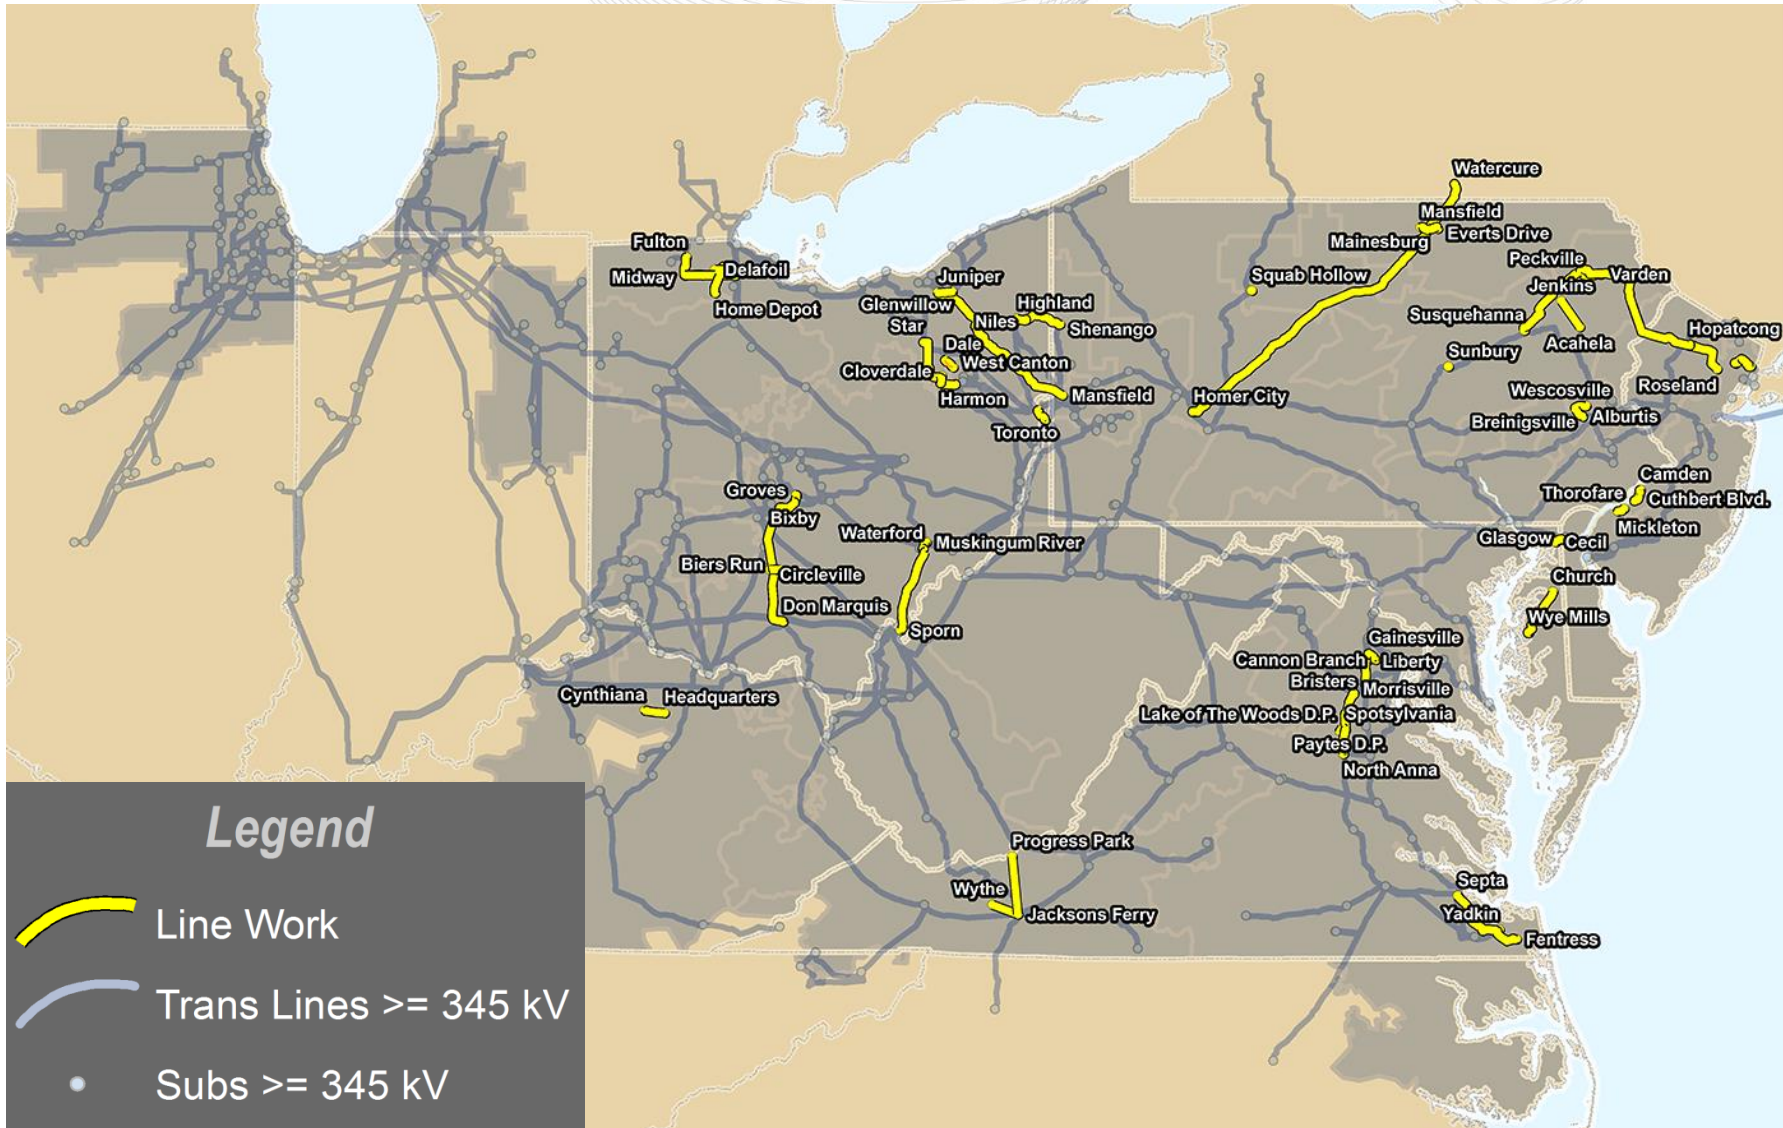 Watercure
Mansfield
Everts Drive
Mainesburg
Fulton
Midway
Delafoil
Home Depot
Squab Hollow
Peckville
Varden
Jenkins
Juniper
Glenwillow
Highland
Star
Niles
Shenango
Susquehanna
Hopatcong
Dale
Acahela
Sunbury
West Canton
Cloverdale
Harmon
Mansfield
Homer City
Roseland
Wescosville
Alburtis
Breinigsville
Toronto
Camden
Groves
Thorofare
Cuthbert Blvd.
Bixby
Mickleton
Waterford
Muskingum River
Glasgow
Cecil
Biers Run
Circleville
Church
Don Marquis
Wye Mills
Sporn
Gainesville
Cannon Branch
Liberty
Bristers
Morrisville
Cynthiana
Headquarters
Lake of The Woods D.P.
Spotsylvania
Paytes D.P.
North Anna
Progress Park
Wythe
Jacksons Ferry
Septa
Yadkin
Fentress
Legend
Line Work
Trans Lines >= 345 kV
Subs >= 345 kV